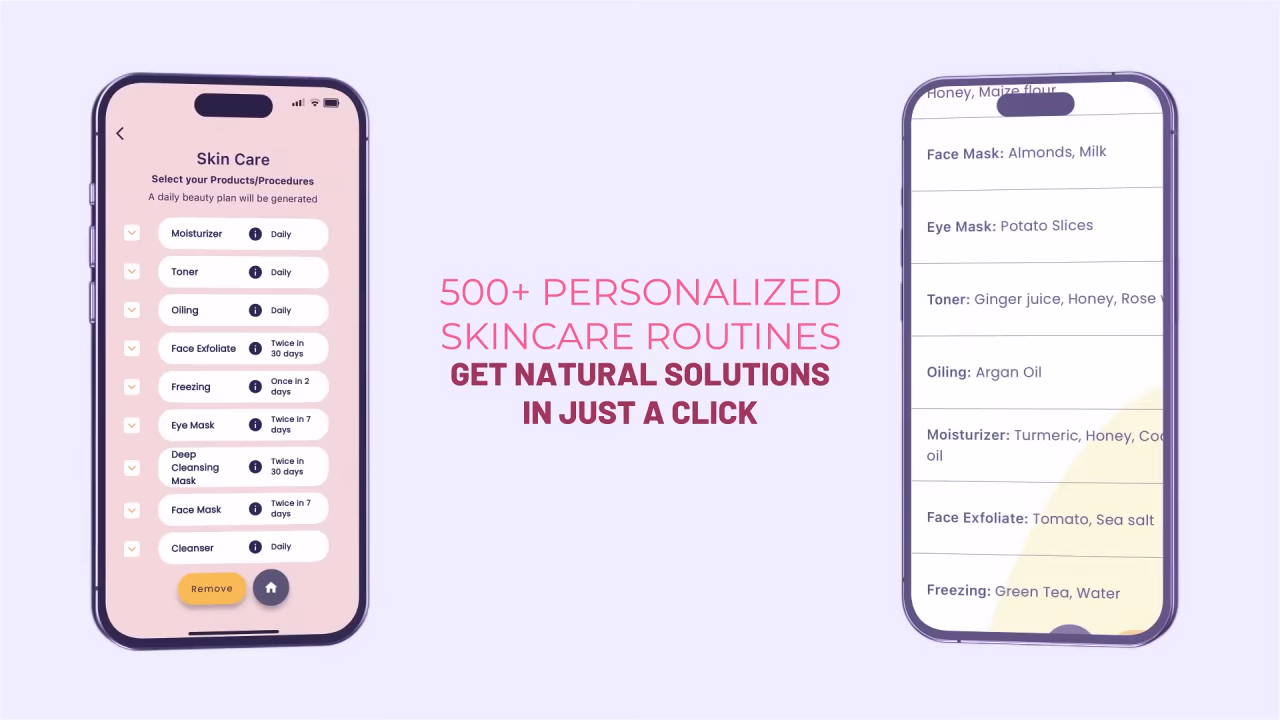 Skin Care
Select your Products/Procedures
A daily beauty plan will be generated
Moisturizer
Daily
Toner
Daily
Oiling
Daily
Face Exfoliate
Twice in
30 days
Freezing
Once in 2
days
Eye Mask
Twice in 7
days
Deep
Cleansing
Mask
Twice in
30 days
Face Mask
Twice in 7
days
Cleanser
Daily
Remove
500+ PERSONALIZED
SKINCARE ROUTINES
GET NATURAL SOLUTIONS
IN JUST A CLICK
Honey, Maize flour
Face Mask: Almonds, Milk
Eye Mask: Potato Slices
Toner: Ginger juice, Honey, Rose
Oiling: Argan Oil
Moisturizer: Turmeric, Honey,
oil
Face Exfoliate: Tomato, Sea salt
Freezing: Green Tea, Water